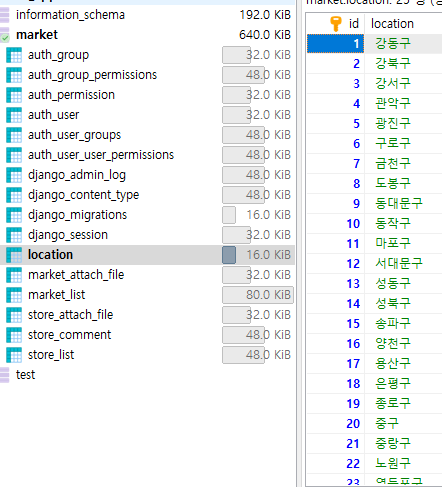 information_schema 192.0 KiB
market 640.0 KiB
auth_group 32.0 KiB
auth_group_permissions 48.0 KiB
auth_permission 32.0 KiB
auth_user 32.0 KiB
auth_user_groups 48.0 KiB
auth_user_user_permissions 48.0 KiB
django_admin_log 48.0 KiB
django_content_type 48.0 KiB
django_migrations 16.0 KiB
django_session 32.0 KiB
location 16.0 KiB
market_attach_file 32.0 KiB
market_list 80.0 KiB
store_attach_file 32.0 KiB
store_comment 48.0 KiB
store_list 48.0 KiB
test
market.location: 25
id location
1 강동구
2 강북구
3 강서구
4 관악구
5 광진구
6 구로구
7 금천구
8 도봉구
9 동대문구
10 동작구
11 마포구
12 서대문구
13 성동구
14 성북구
15 송파구
16 양천구
17 용산구
18 은평구
19 종로구
20 중구
21 중랑구
22 노원구
23 영등포구